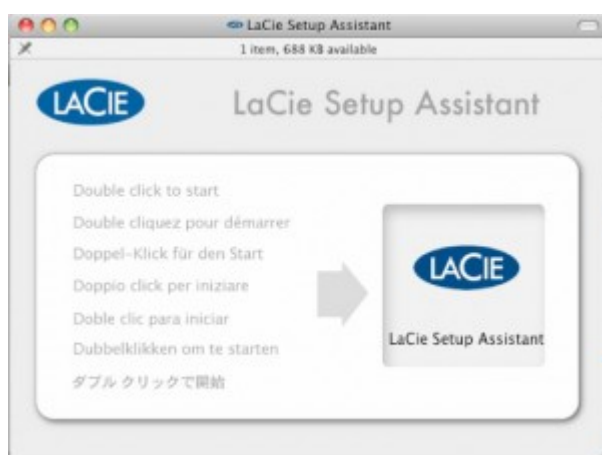 LaCie Setup Assistant
1 item, 688 KB available
LACIE LaCie Setup Assistant
Double click to start
Double cliquez pour démarrer
Doppel-Klick für den Start
Doppio click per iniziare
Doble clic para iniciar
Dubbelklikken om te starten
ダブルクリックで開始
LACIE
LaCie Setup Assistant